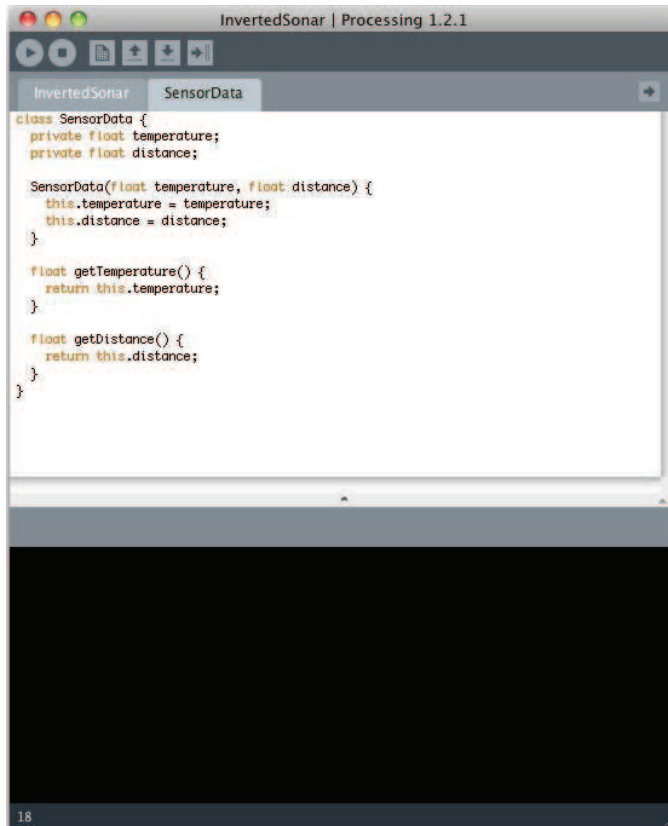 InvertedSonar | Processing 1.2.1
InvertedSonar SensorData
class SensorData {
  private float temperature;
  private float distance;

  SensorData(float temperature, float distance) {
    this.temperature = temperature;
    this.distance = distance;
  }

  float getTemperature() {
    return this.temperature;
  }

  float getDistance() {
    return this.distance;
  }
}
18